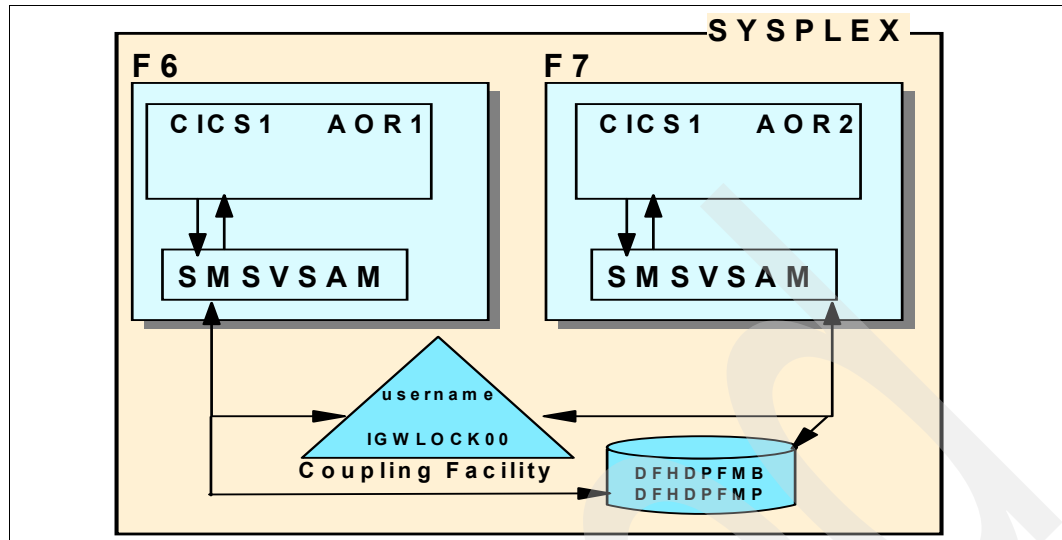 SYSPLEX
F6
F7
CICS1 AOR1
CICS1 AOR2
SMSVSAM
SMSVSAM
username
IGWLOCK00
Coupling Facility
DFHDPFMB
DFHDPFMP